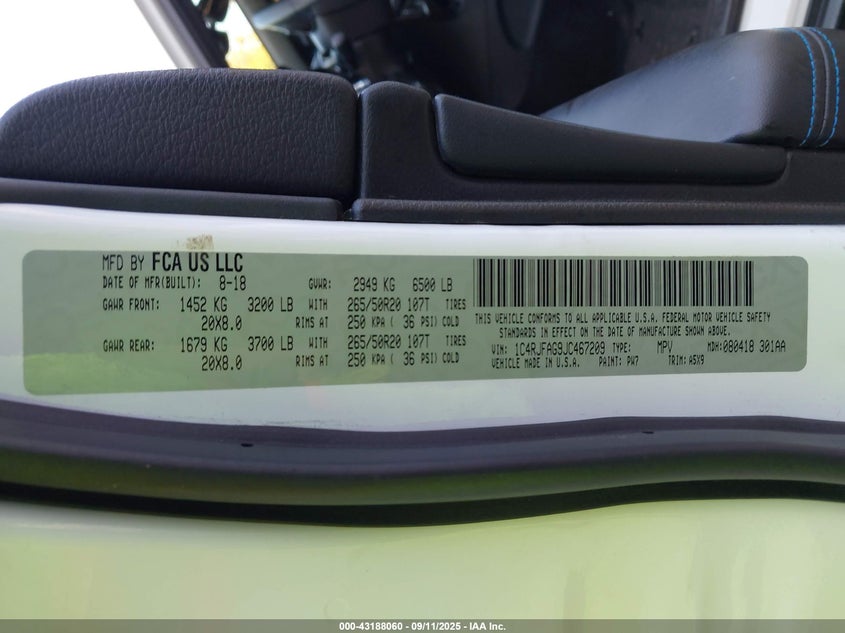 MFD BY FCA US LLC
DATE OF MFR(BUILT): 8-18 GVWR: 2949 KG 6500 LB
GAWR FRONT: 1452 KG 3200 LB WITH 265/50R20 107T TIRES
20X8.0 RIMS AT 250 KPA ( 36 PSI) COLD
GAWR REAR: 1679 KG 3700 LB WITH 265/50R20 107T TIRES
20X8.0 RIMS AT 250 KPA ( 36 PSI) COLD
THIS VEHICLE CONFORMS TO ALL APPLICABLE U.S.A. FEDERAL MOTOR VEHICLE SAFETY
STANDARDS IN EFFECT ON THE DATE OF MANUFACTURE SHOWN ABOVE.
VIN: 1C4RJFAG9JC467209 TYPE: MPV MDH: 080418 301AA
VEHICLE MADE IN U.S.A. PAINT: PW7 TRIM: A5X9
000-43188060 - 09/11/2025 - IAA Inc.